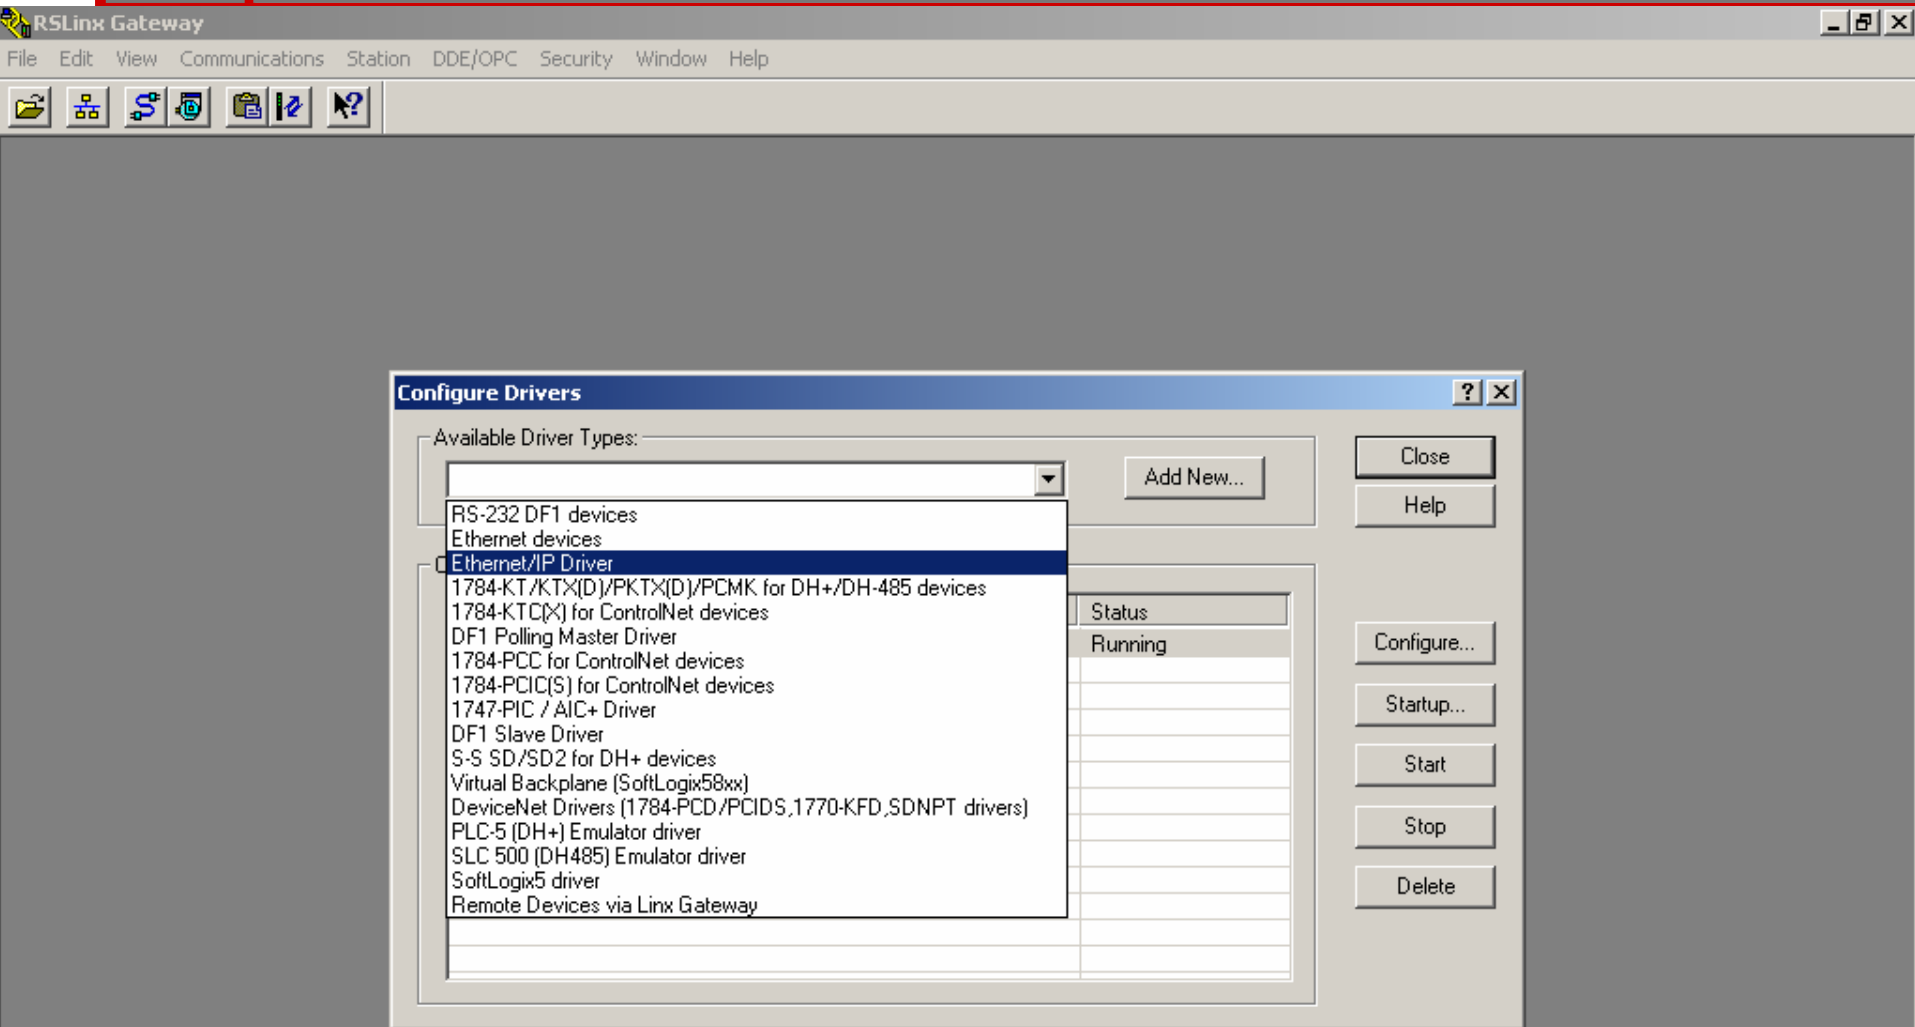 RSLinx Gateway
File Edit View Communications Station DDE/OPC Security Window Help
Configure Drivers
Available Driver Types:
Close
Add New...
Help
RS-232 DF1 devices
Ethernet devices
Ethernet/IP Driver
1784-KT/KTX(D)/PKTX(D)/PCMK for DH+/DH-485 devices
1784-KTC(X) for ControlNet devices
DF1 Polling Master Driver
1784-PCC for ControlNet devices
1784-PCIC(S) for ControlNet devices
1747-PIC / AIC+ Driver
DF1 Slave Driver
S-S SD/SD2 for DH+ devices
Virtual Backplane (SoftLogix58xx)
DeviceNet Drivers (1784-PCD/PCIDS,1770-KFD,SDNPT drivers)
PLC-5 (DH+) Emulator driver
SLC 500 (DH485) Emulator driver
SoftLogix5 driver
Remote Devices via Linx Gateway
Status
Running
Configure...
Startup...
Start
Stop
Delete